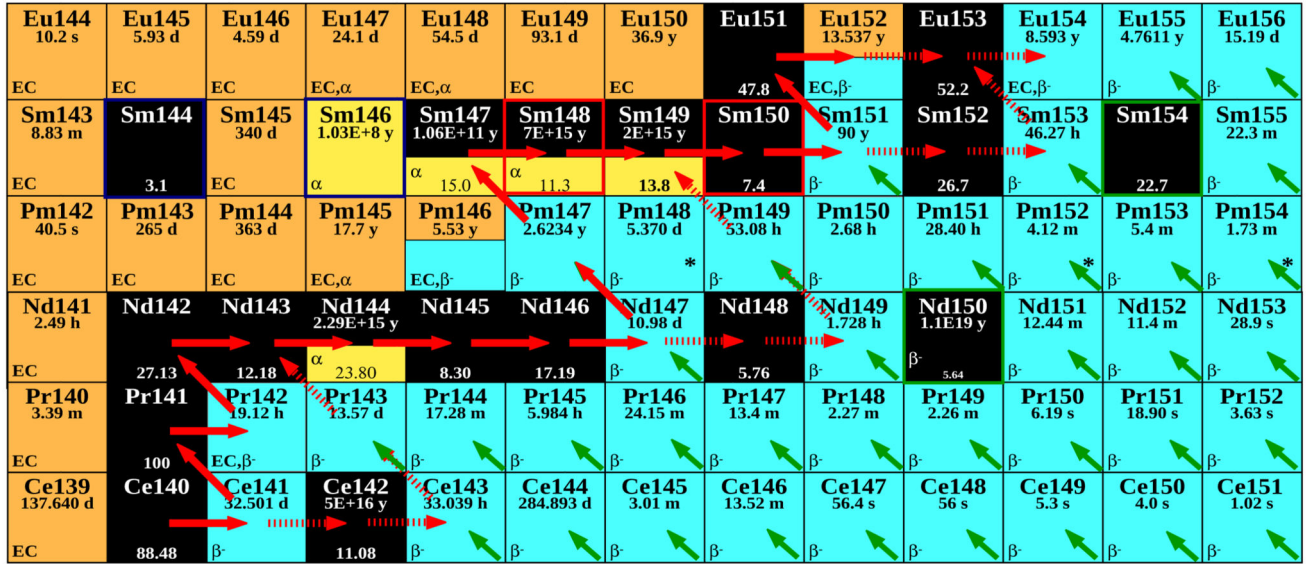 Eu144 Eu145 Eu146 Eu147 Eu148 Eu149 Eu150 Eu151 Eu152 Eu153 Eu154 Eu155 Eu156
10.2 s 5.93 d 4.59 d 24.1 d 54.5 d 93.1 d 36.9 y 13.537 y 8.593 y 4.7611 y 15.19 d
EC EC EC EC,α EC,α EC EC 47.8 EC,β- 52.2 EC,β- β- β-
Sm143 Sm144 Sm145 Sm146 Sm147 Sm148 Sm149 Sm150 Sm151 Sm152 Sm153 Sm154 Sm155
8.83 m 340 d 1.03E+8 y 1.06E+11 y 7E+15 y 2E+15 y 90 y 46.27 h 22.3 m
EC 3.1 EC α α 15.0 α 11.3 13.8 7.4 β- 26.7 β- 22.7 β-
Pm142 Pm143 Pm144 Pm145 Pm146 Pm147 Pm148 Pm149 Pm150 Pm151 Pm152 Pm153 Pm154
40.5 s 265 d 363 d 17.7 y 5.53 y 2.6234 y 5.370 d 53.08 h 2.68 h 28.40 h 4.12 m 5.4 m 1.73 m
EC EC EC EC,α EC,β- β- β- * β- β- β- β- * β- β- *
Nd141 Nd142 Nd143 Nd144 Nd145 Nd146 Nd147 Nd148 Nd149 Nd150 Nd151 Nd152 Nd153
2.49 h 2.29E+15 y 10.98 d 1.728 h 1.1E19 y 12.44 m 11.4 m 28.9 s
EC 27.13 12.18 α 23.80 8.30 17.19 β- 5.76 β- β- 5.64 β- β- β-
Pr140 Pr141 Pr142 Pr143 Pr144 Pr145 Pr146 Pr147 Pr148 Pr149 Pr150 Pr151 Pr152
3.39 m 19.12 h 13.57 d 17.28 m 5.984 h 24.15 m 13.4 m 2.27 m 2.26 m 6.19 s 18.90 s 3.63 s
EC 100 EC,β- β- β- β- β- β- β- β- β- β- β-
Ce139 Ce140 Ce141 Ce142 Ce143 Ce144 Ce145 Ce146 Ce147 Ce148 Ce149 Ce150 Ce151
137.640 d 32.501 d 5E+16 y 33.039 h 284.893 d 3.01 m 13.52 m 56.4 s 56 s 5.3 s 4.0 s 1.02 s
EC 88.48 β- 11.08 β- β- β- β- β- β- β- β- β-